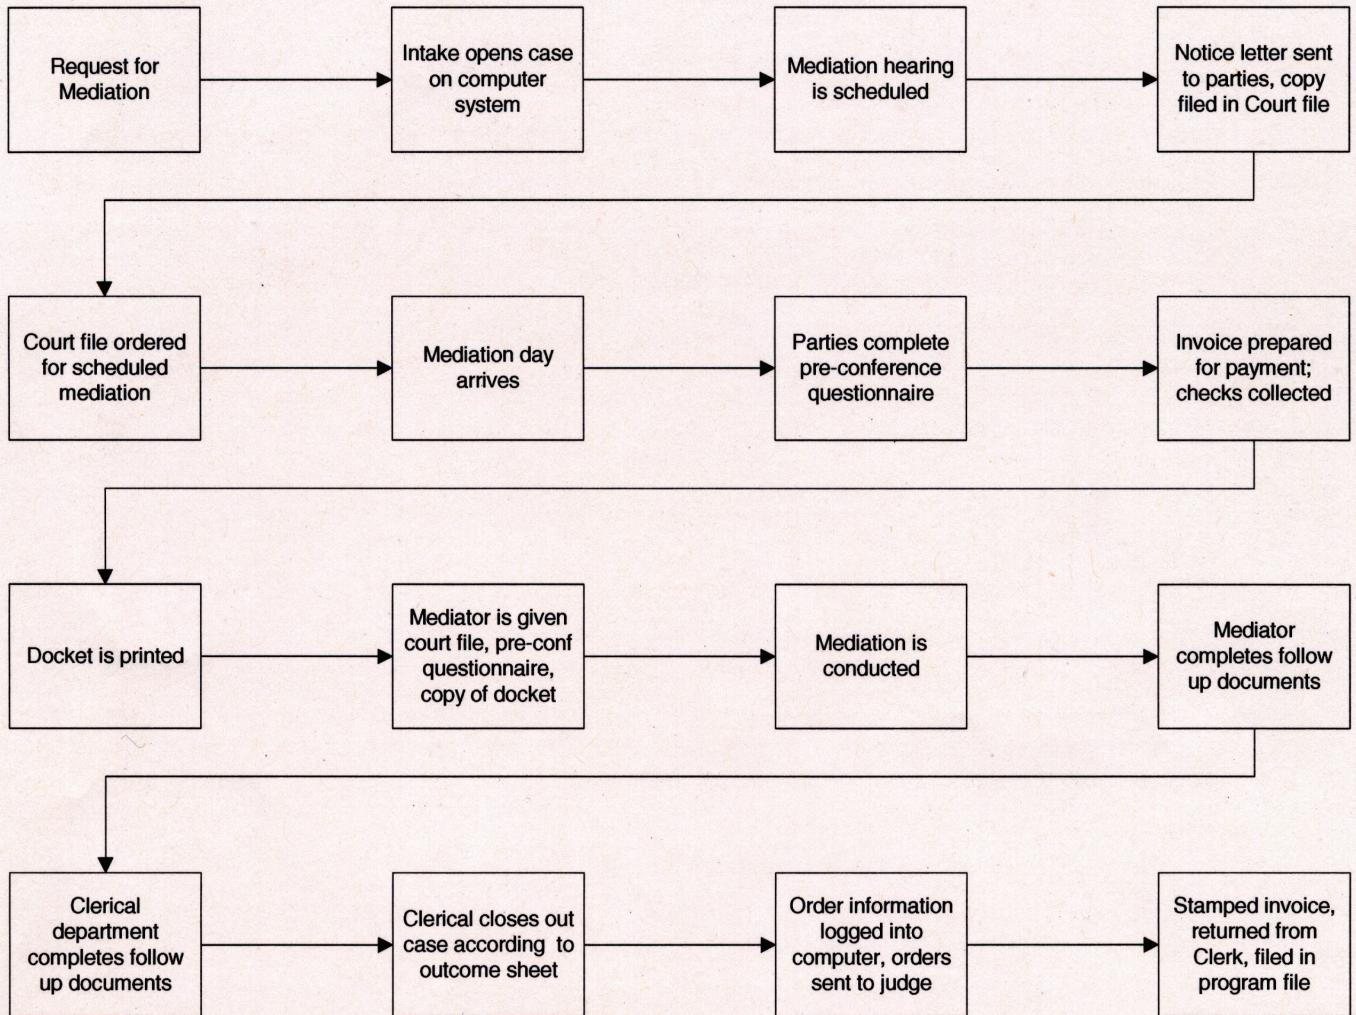 Request for
Mediation
Intake opens case
on computer
system
Mediation hearing
is scheduled
Notice letter sent
to parties, copy
filed in Court file
Court file ordered
for scheduled
mediation
Mediation day
arrives
Parties complete
pre-conference
questionnaire
Invoice prepared
for payment;
checks collected
Docket is printed
Mediator is given
court file, pre-conf
questionnaire,
copy of docket
Mediation is
conducted
Mediator
completes follow
up documents
Clerical
department
completes follow
up documents
Clerical closes out
case according to
outcome sheet
Order information
logged into
computer, orders
sent to judge
Stamped invoice,
returned from
Clerk, filed in
program file